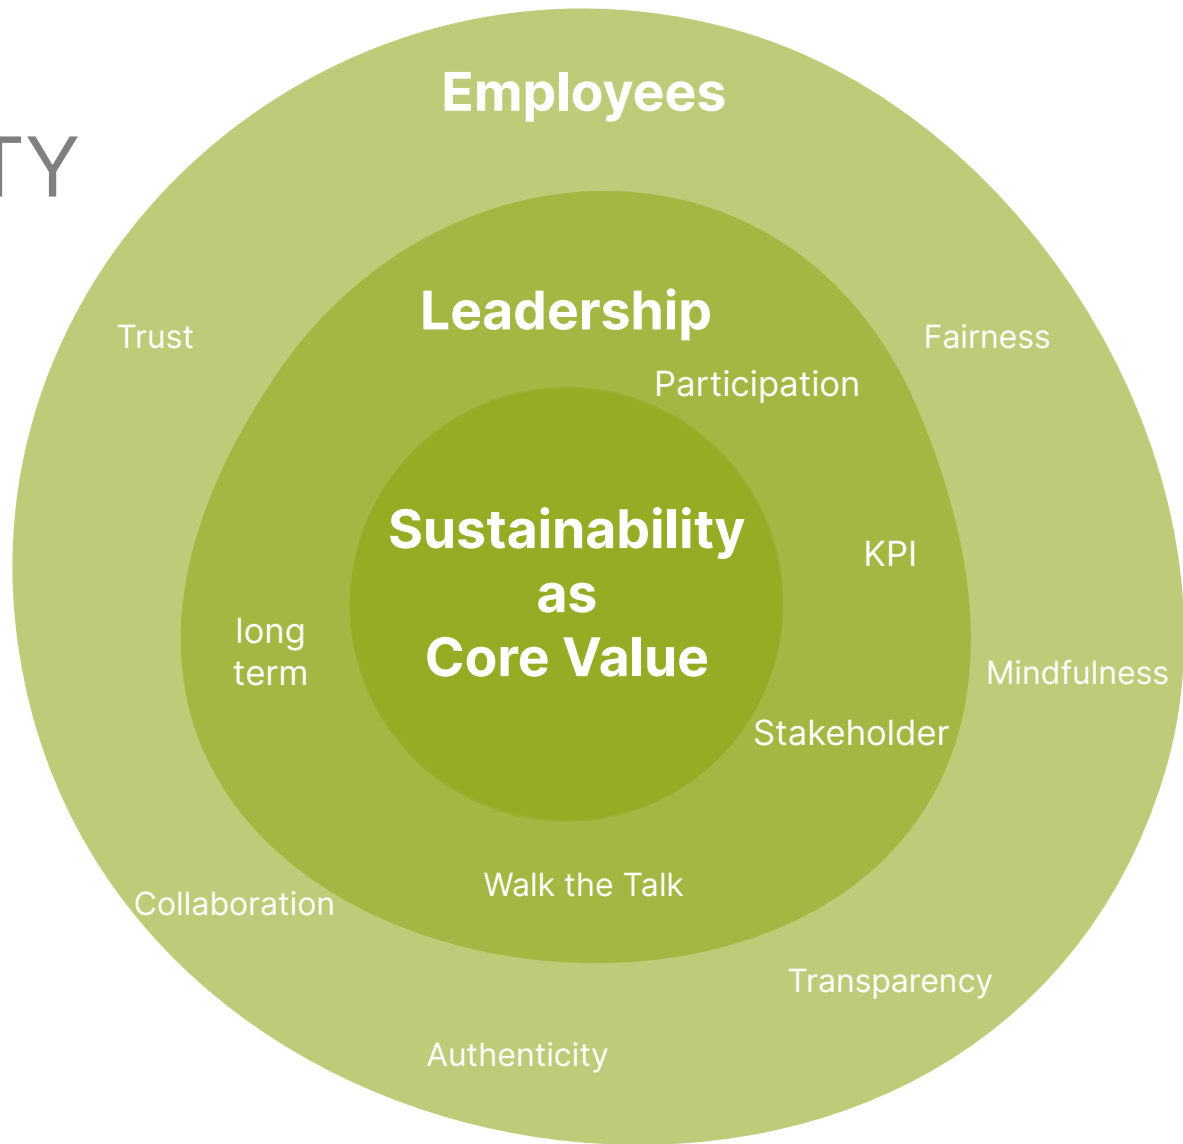 Employees
TY
Leadership
Trust
Fairness
Participation
Sustainability
as
Core Value
KPI
long
term
Mindfulness
Stakeholder
Walk the Talk
Collaboration
Transparency
Authenticity